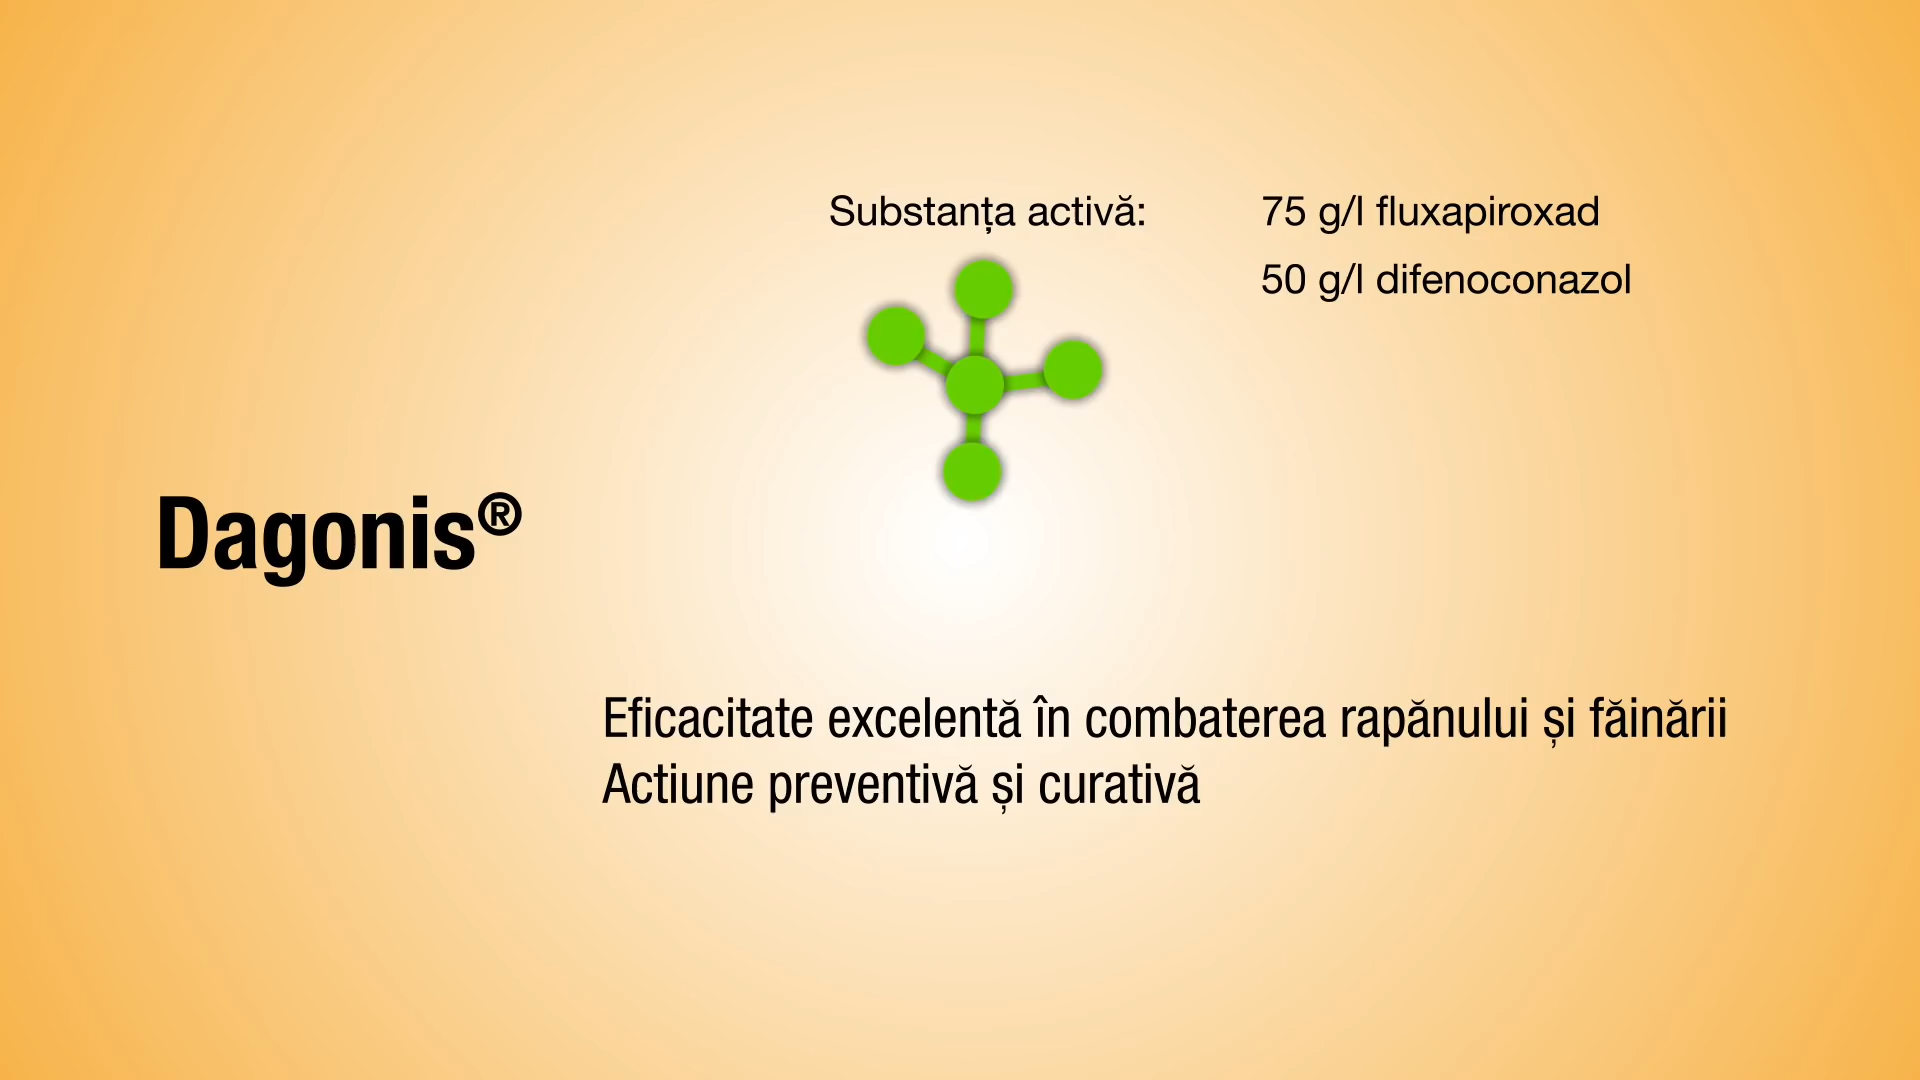 Substanța activă:
75 g/l fluxapiroxad
50 g/l difenoconazol
Dagonis®
Eficacitate excelentă în combaterea rapănului și făinării
Actiune preventivă și curativă